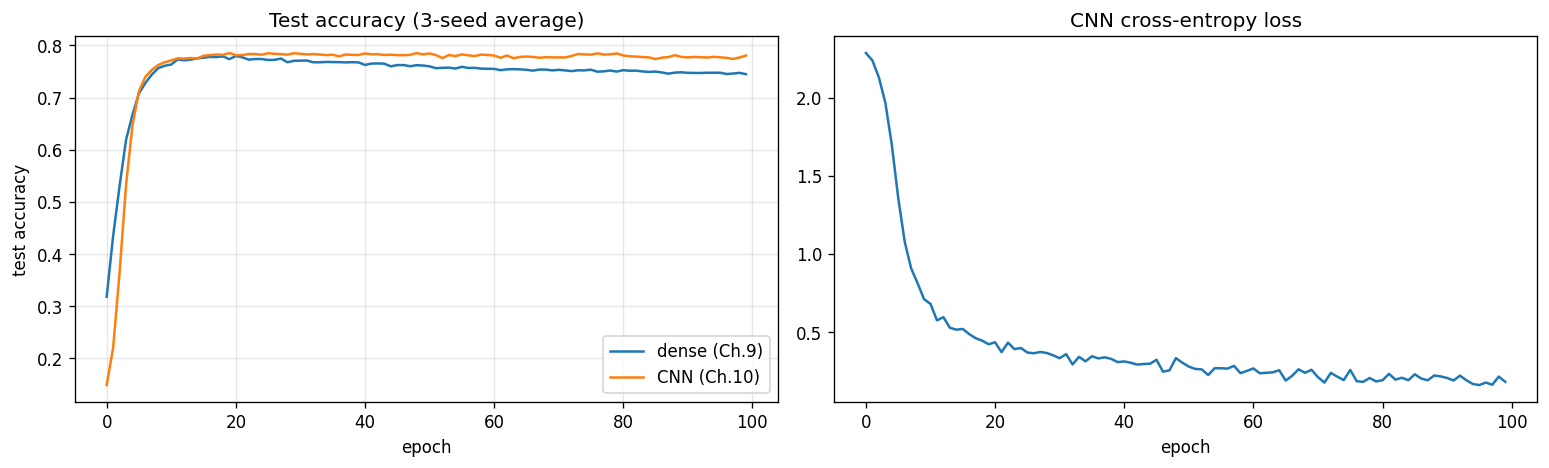 Test accuracy (3-seed average)
0.8
0.7
0.6
0.5
0.4
0.3
0.2
test accuracy
dense (Ch.9)
CNN (Ch.10)
0 20 40 60 80 100
epoch
CNN cross-entropy loss
2.0
1.5
1.0
0.5
0 20 40 60 80 100
epoch